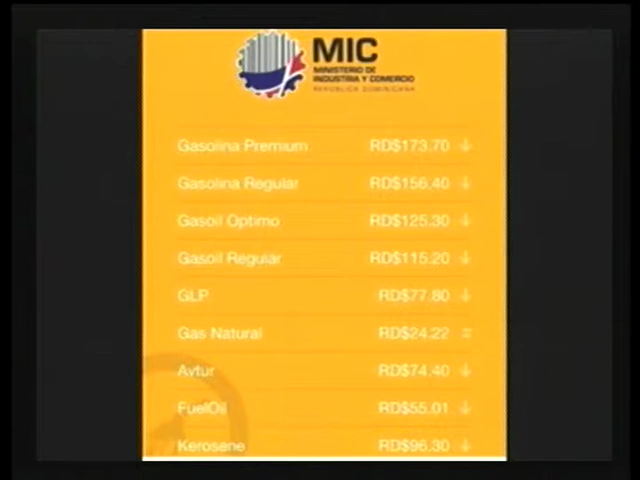 MIC
MINISTERIO DE
INDUSTRIA Y COMERCIO
REPÚBLICA DOMINICANA
Gasolina Premium RD$173.70 ↓
Gasolina Regular RD$156.40 ↓
Gasoil Optimo RD$125.30 ↓
Gasoil Regular RD$115.20 ↓
GLP RD$77.80 ↓
Gas Natural RD$24.22 =
Avtur RD$74.40 ↓
FuelOil RD$55.01 ↓
Kerosene RD$96.30 ↓